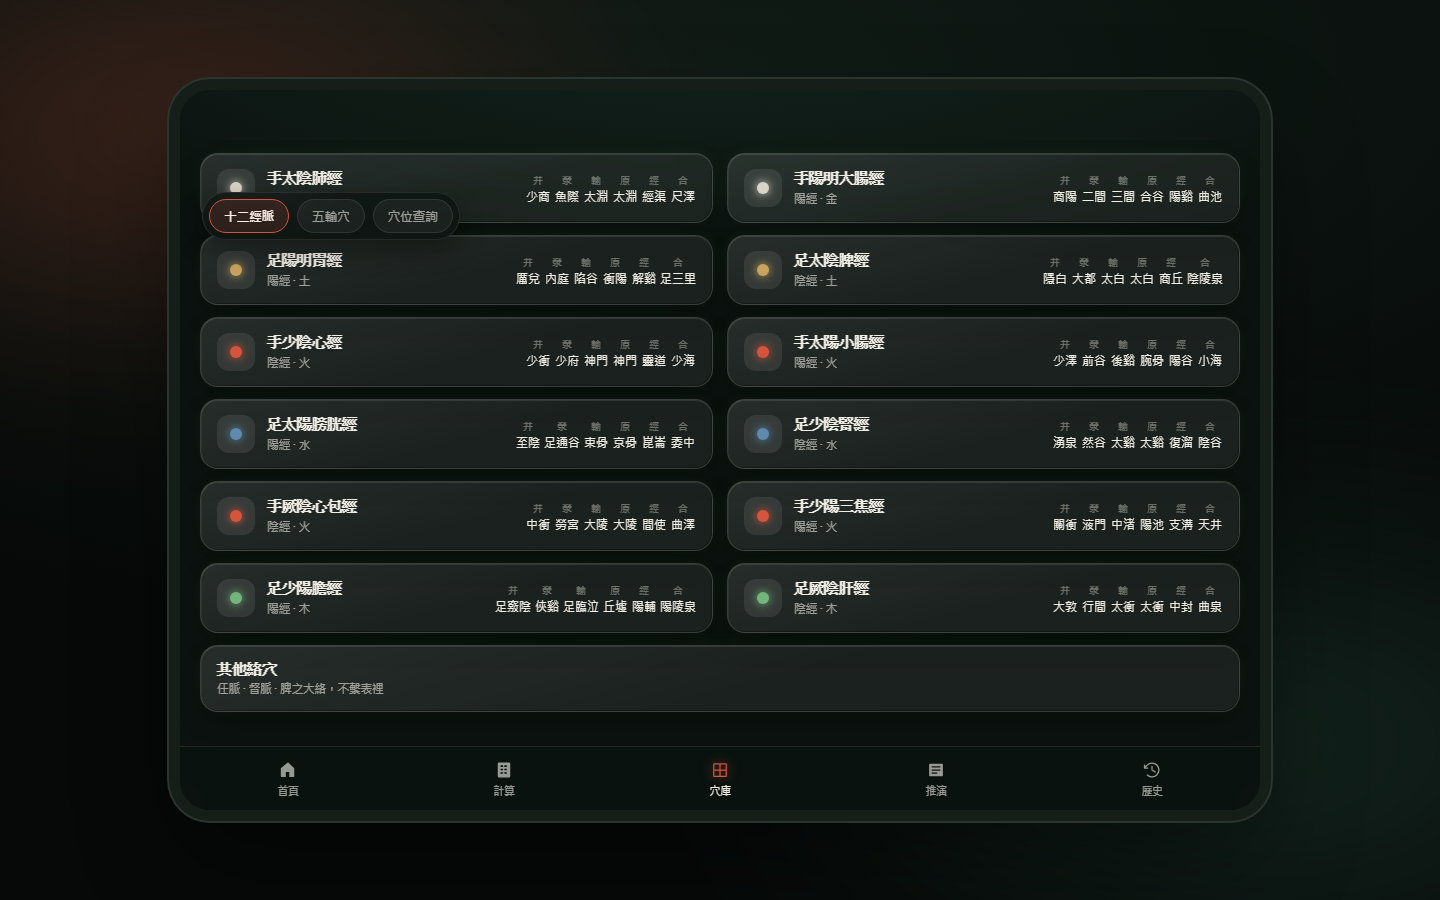 手太陰肺經
井 滎 輸 原 經 合
少商 魚際 太淵 太淵 經渠 尺澤
手陽明大腸經
陽經 · 金
井 滎 輸 原 經 合
商陽 二間 三間 合谷 陽谿 曲池
十二經脈 五輸穴 穴位查詢
足陽明胃經
陽經 · 土
井 滎 輸 原 經 合
厲兌 內庭 陷谷 衝陽 解谿 足三里
足太陰脾經
陰經 · 土
井 滎 輸 原 經 合
隱白 大都 太白 太白 商丘 陰陵泉
手少陰心經
陰經 · 火
井 滎 輸 原 經 合
少衝 少府 神門 神門 靈道 少海
手太陽小腸經
陽經 · 火
井 滎 輸 原 經 合
少澤 前谷 後谿 腕骨 陽谷 小海
足太陽膀胱經
陽經 · 水
井 滎 輸 原 經 合
至陰 足通谷 束骨 京骨 崑崙 委中
足少陰腎經
陰經 · 水
井 滎 輸 原 經 合
湧泉 然谷 太谿 太谿 復溜 陰谷
手厥陰心包經
陰經 · 火
井 滎 輸 原 經 合
中衝 勞宮 大陵 大陵 間使 曲澤
手少陽三焦經
陽經 · 火
井 滎 輸 原 經 合
關衝 液門 中渚 陽池 支溝 天井
足少陽膽經
陽經 · 木
井 滎 輸 原 經 合
足竅陰 俠谿 足臨泣 丘墟 陽輔 陽陵泉
足厥陰肝經
陰經 · 木
井 滎 輸 原 經 合
大敦 行間 太衝 太衝 中封 曲泉
其他絡穴
任脈 · 督脈 · 脾之大絡，不繫表裡
首頁 計算 穴庫 推演 歷史